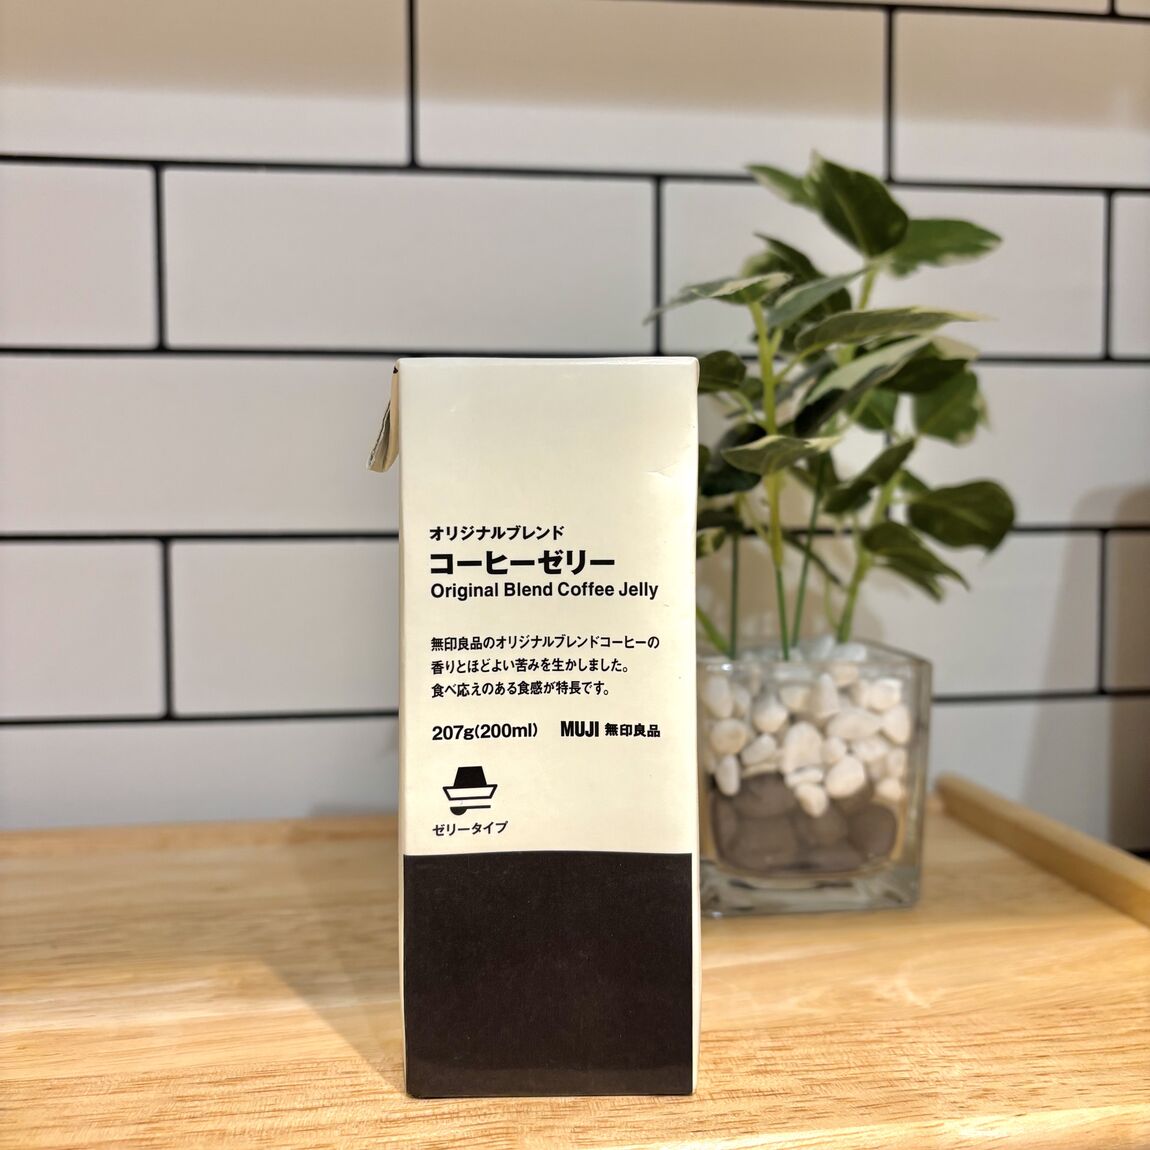 オリジナルブレンド
コーヒーゼリー
Original Blend Coffee Jelly
無印良品のオリジナルブレンドコーヒーの
香りとほどよい苦みを生かしました。
食べ応えのある食感が特長です。
207g(200ml) MUJI 無印良品
ゼリータイプ